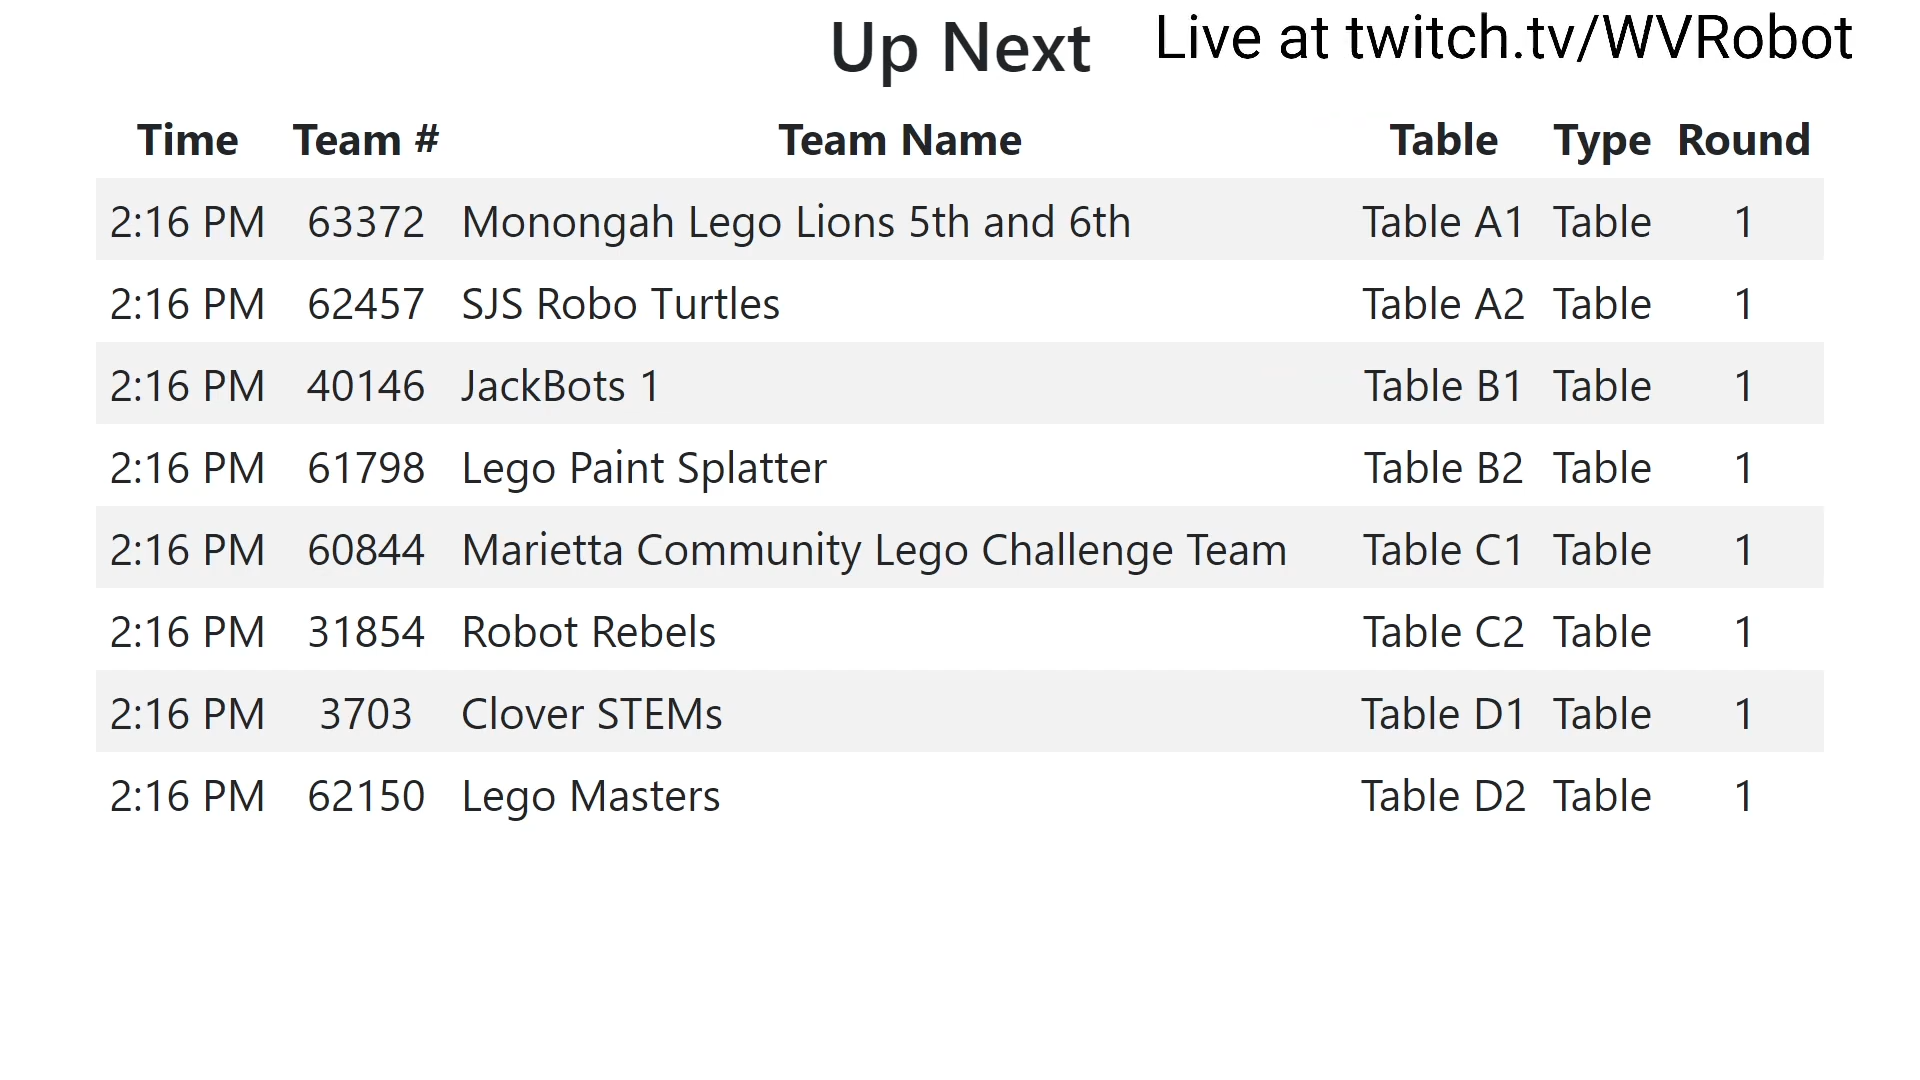 Up Next Live at twitch.tv/WVRobot
Time Team # Team Name Table Type Round
2:16 PM 63372 Monongah Lego Lions 5th and 6th Table A1 Table 1
2:16 PM 62457 SJS Robo Turtles Table A2 Table 1
2:16 PM 40146 JackBots 1 Table B1 Table 1
2:16 PM 61798 Lego Paint Splatter Table B2 Table 1
2:16 PM 60844 Marietta Community Lego Challenge Team Table C1 Table 1
2:16 PM 31854 Robot Rebels Table C2 Table 1
2:16 PM 3703 Clover STEMs Table D1 Table 1
2:16 PM 62150 Lego Masters Table D2 Table 1